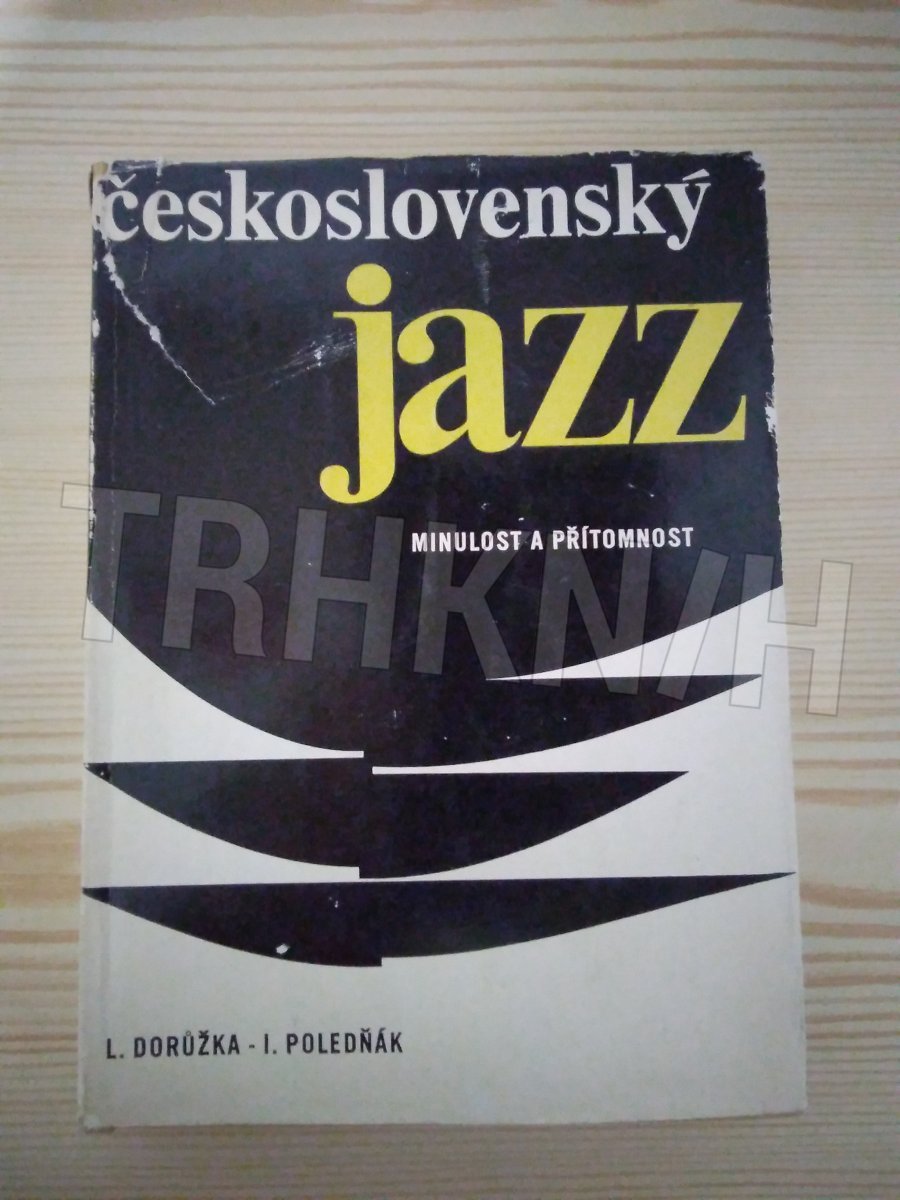 československý
jazz
MINULOST A PŘÍTOMNOST
TRHKNIH
L. DORŮŽKA - I. POLEDŇÁK